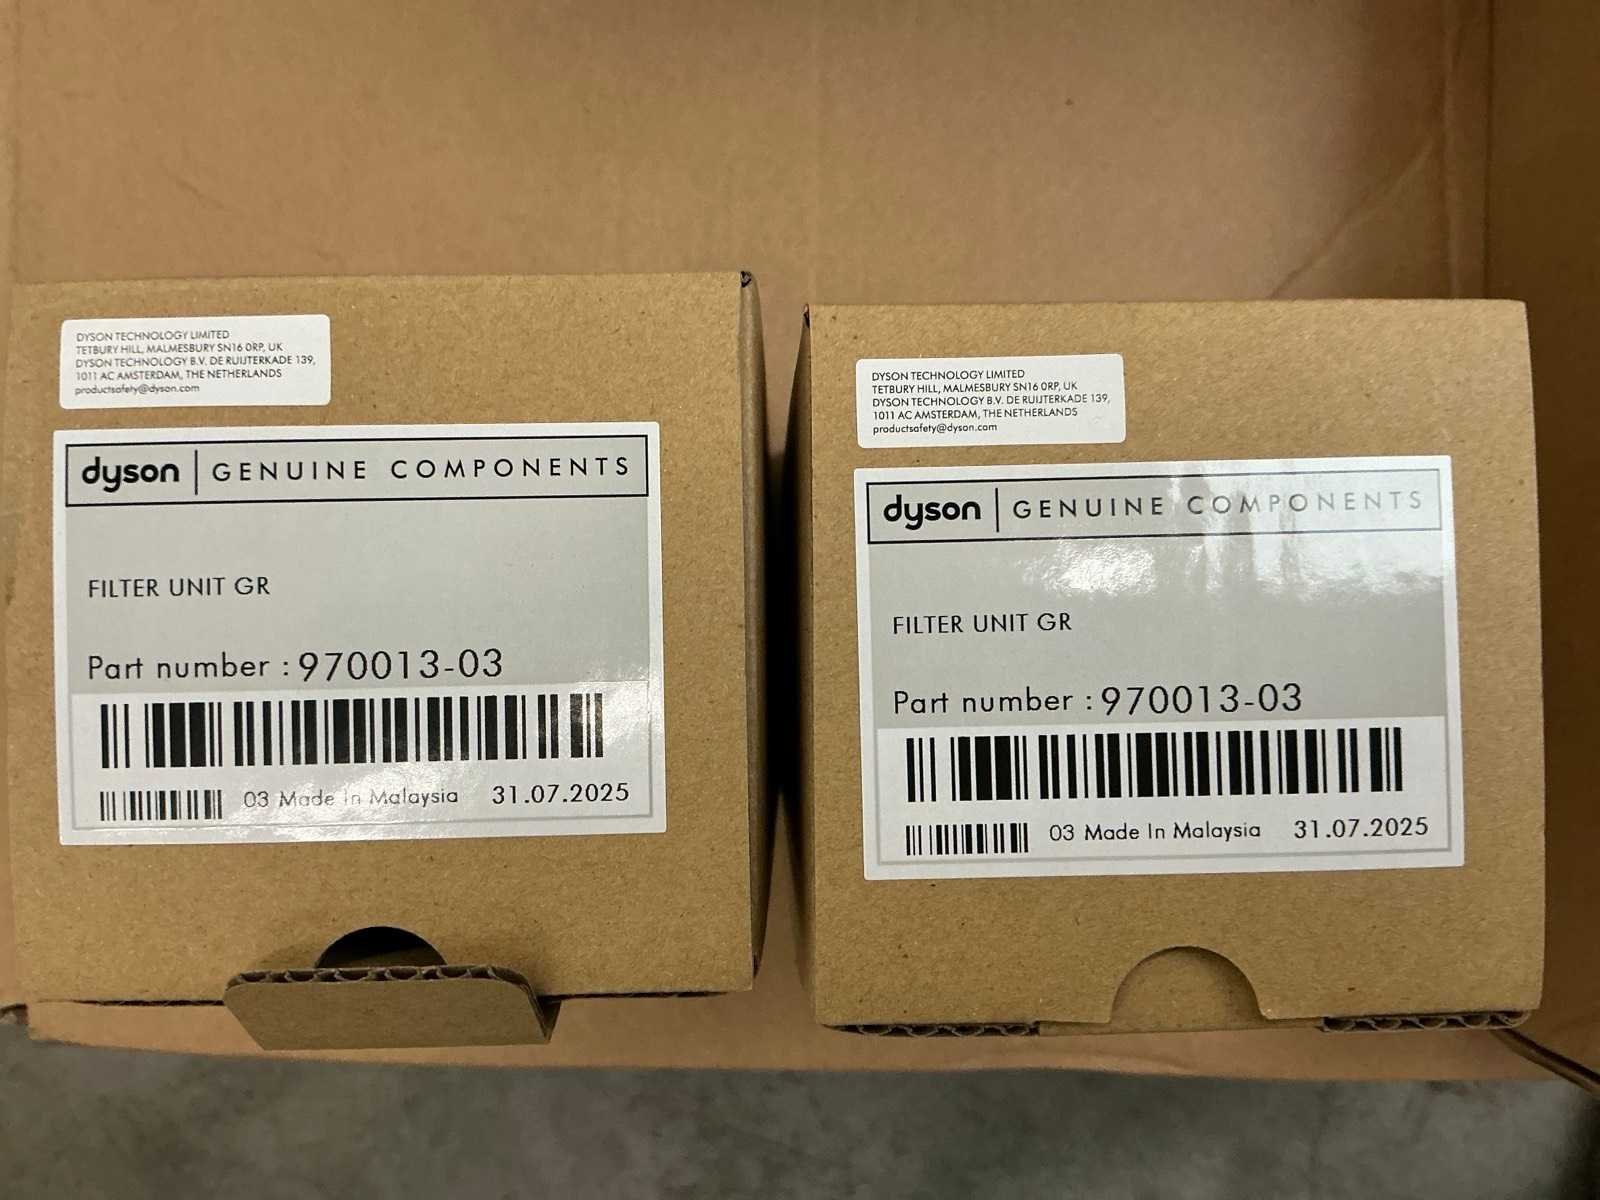 DYSON TECHNOLOGY LIMITED
TETBURY HILL, MALMESBURY SN16 0RP, UK
DYSON TECHNOLOGY B.V. DE RUIJTERKADE 139,
1011 AC AMSTERDAM, THE NETHERLANDS
productsafety@dyson.com
dyson | GENUINE COMPONENTS
FILTER UNIT GR
Part number : 970013-03
03 Made In Malaysia 31.07.2025
DYSON TECHNOLOGY LIMITED
TETBURY HILL, MALMESBURY SN16 0RP, UK
DYSON TECHNOLOGY B.V. DE RUIJTERKADE 139,
1011 AC AMSTERDAM, THE NETHERLANDS
productsafety@dyson.com
dyson | GENUINE COMPONENTS
FILTER UNIT GR
Part number : 970013-03
03 Made In Malaysia 31.07.2025